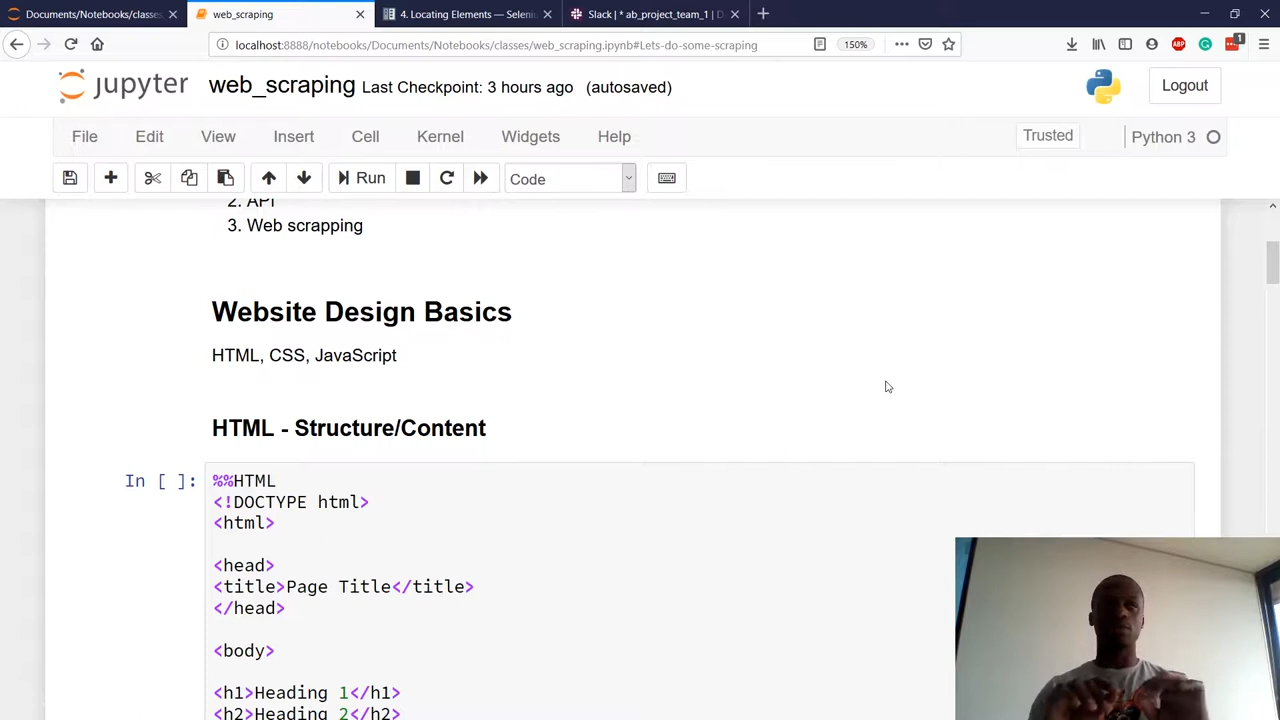 Documents/Notebooks/classes,
web_scraping
4. Locating Elements — Seleniu
Slack | * ab_project_team_1 | D
localhost:8888/notebooks/Documents/Notebooks/classes/web_scraping.ipynb#Lets-do-some-scraping
150%
ABP
1
jupyter web_scraping Last Checkpoint: 3 hours ago (autosaved)
Logout
File Edit View Insert Cell Kernel Widgets Help
Trusted
Python 3
Run
Code
2. API
3. Web scrapping
Website Design Basics
HTML, CSS, JavaScript
HTML - Structure/Content
In [ ]:
%%HTML
<!DOCTYPE html>
<html>
<head>
<title>Page Title</title>
</head>
<body>
<h1>Heading 1</h1>
<h2>Heading 2</h2>